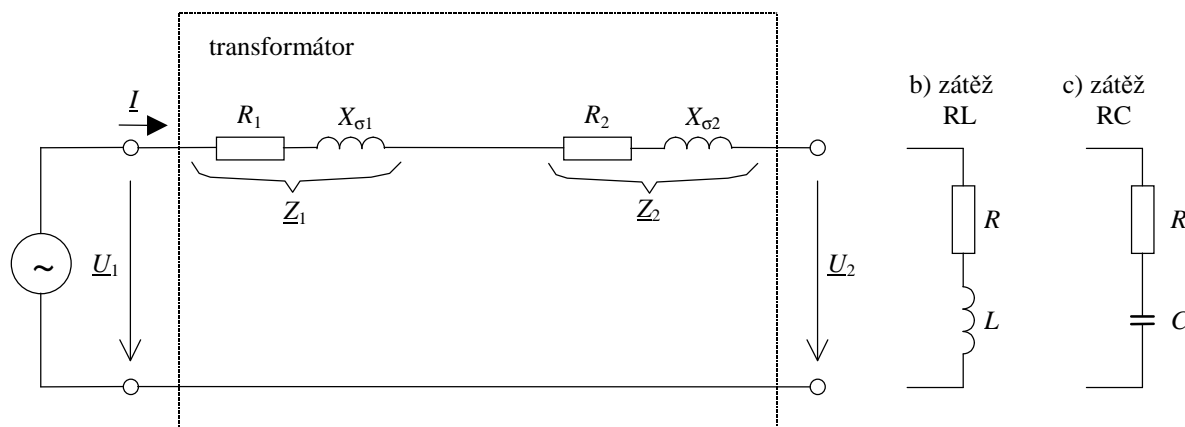 transformátor
I
R1
Xσ1
R2
Xσ2
Z1
Z2
~
U1
U2
b) zátěž
RL
R
L
c) zátěž
RC
R
C